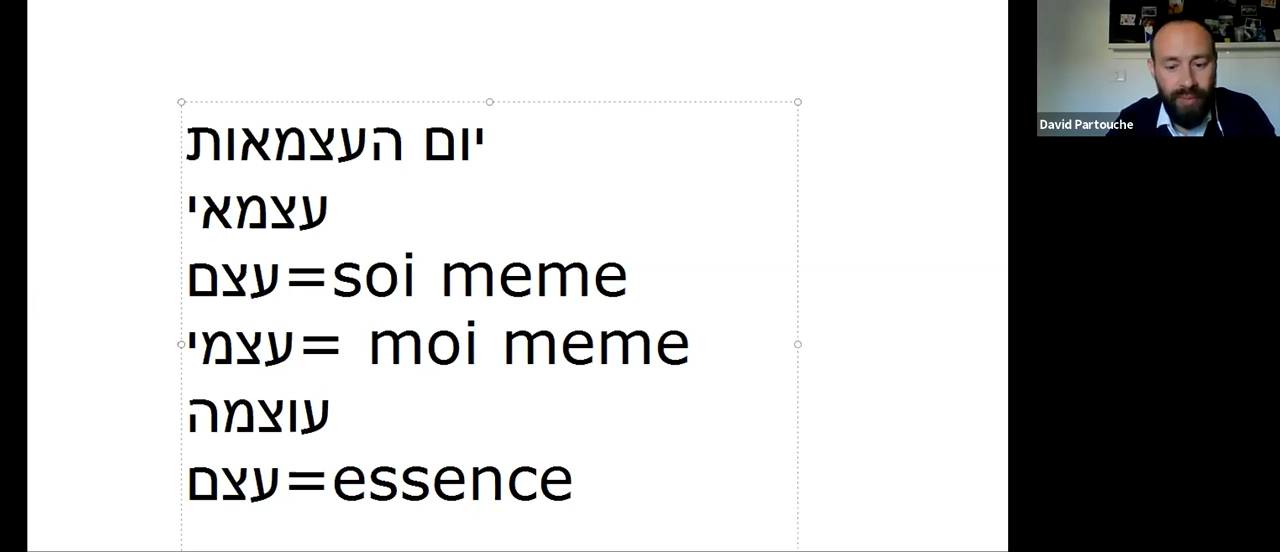 יום העצמאות
עצמאי
עצם=soi meme
עצמי= moi meme
עוצמה
עצם=essence
David Partouche